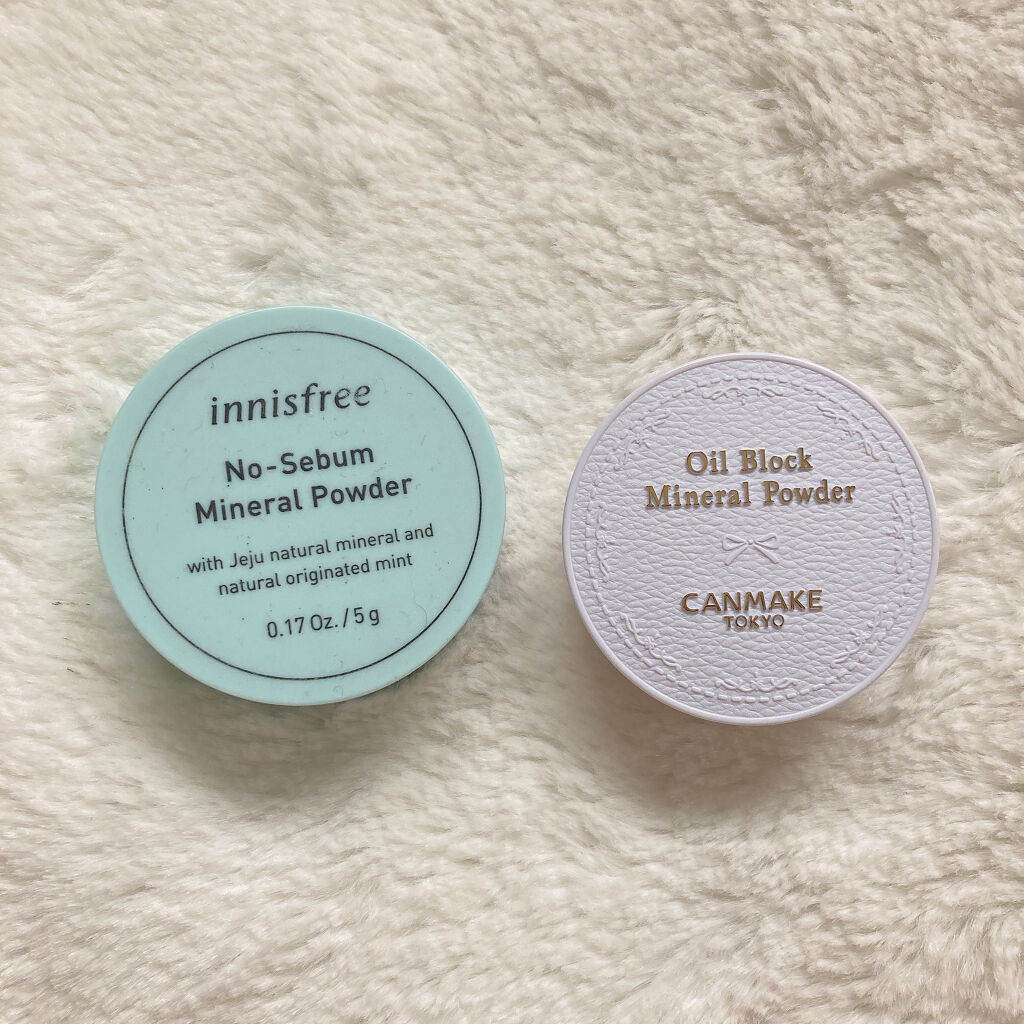 innisfree
No-Sebum
Mineral Powder
with Jeju natural mineral and
natural originated mint
0.17 Oz. / 5 g
Oil Block
Mineral Powder
CANMAKE
TOKYO